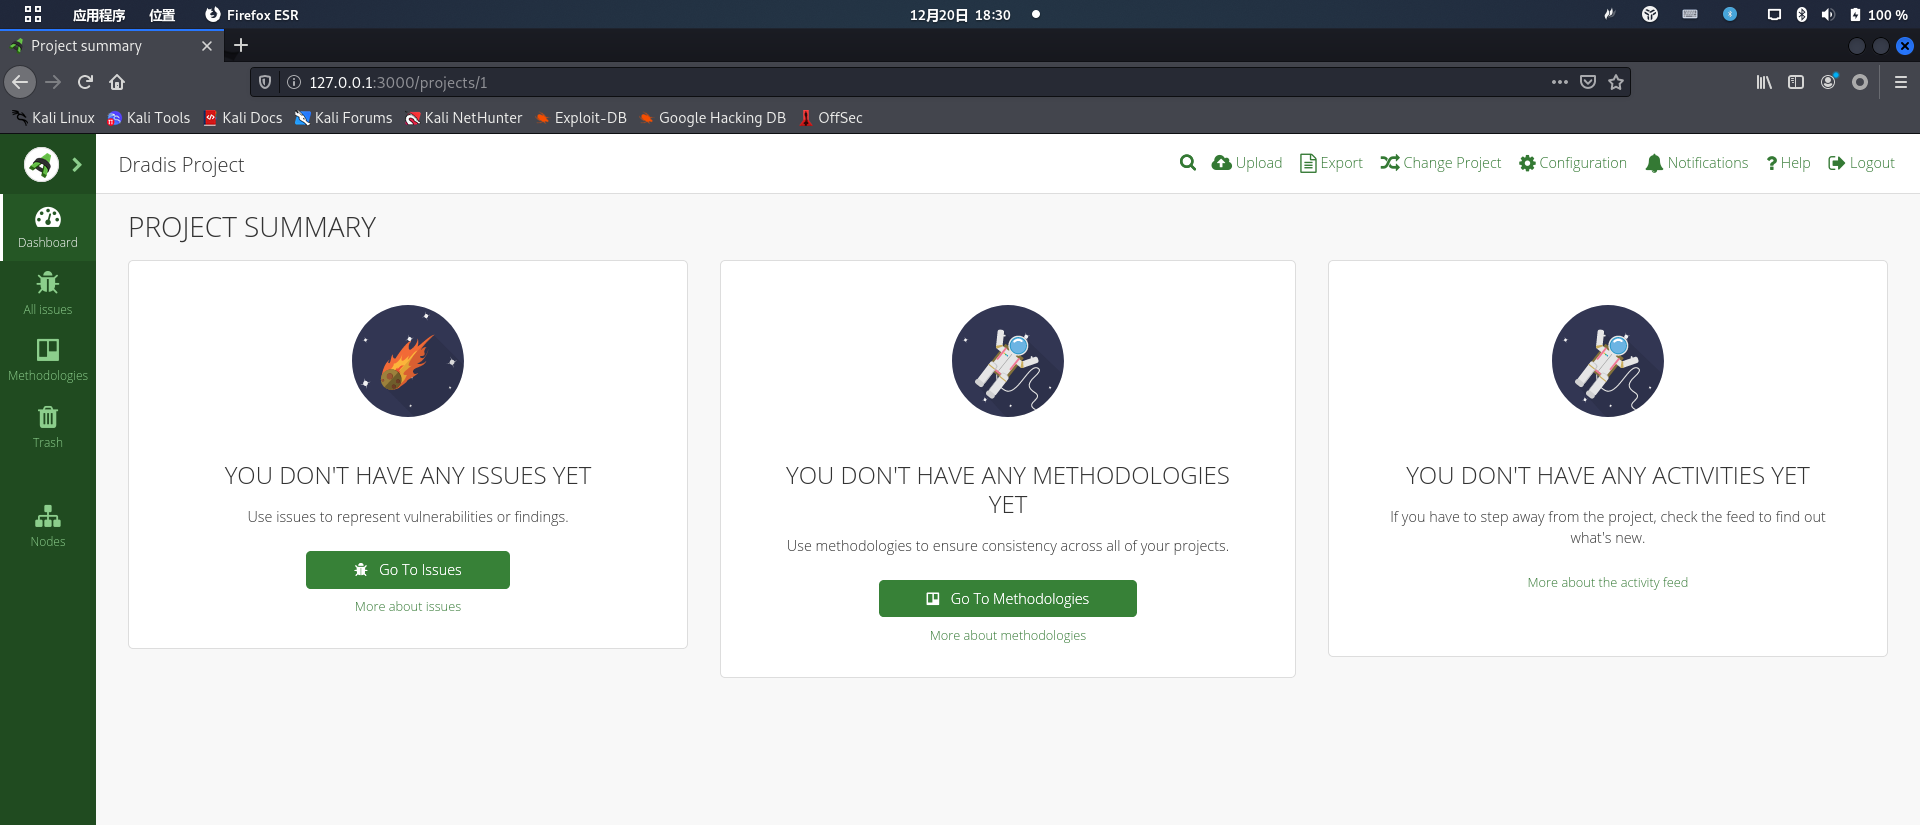 应用程序 位置 Firefox ESR 12月20日 18:30 100 %
Project summary
127.0.0.1:3000/projects/1
Kali Linux Kali Tools Kali Docs Kali Forums Kali NetHunter Exploit-DB Google Hacking DB OffSec
Dradis Project Upload Export Change Project Configuration Notifications ? Help Logout
Dashboard
All issues
Methodologies
Trash
Nodes
PROJECT SUMMARY
YOU DON'T HAVE ANY ISSUES YET
Use issues to represent vulnerabilities or findings.
Go To Issues
More about issues
YOU DON'T HAVE ANY METHODOLOGIES
YET
Use methodologies to ensure consistency across all of your projects.
Go To Methodologies
More about methodologies
YOU DON'T HAVE ANY ACTIVITIES YET
If you have to step away from the project, check the feed to find out
what's new.
More about the activity feed